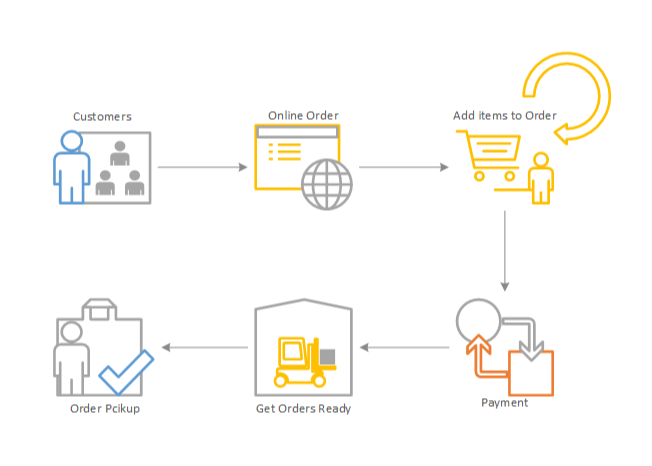 Customers
Online Order
Add items to Order
Order Pcikup
Get Orders Ready
Payment